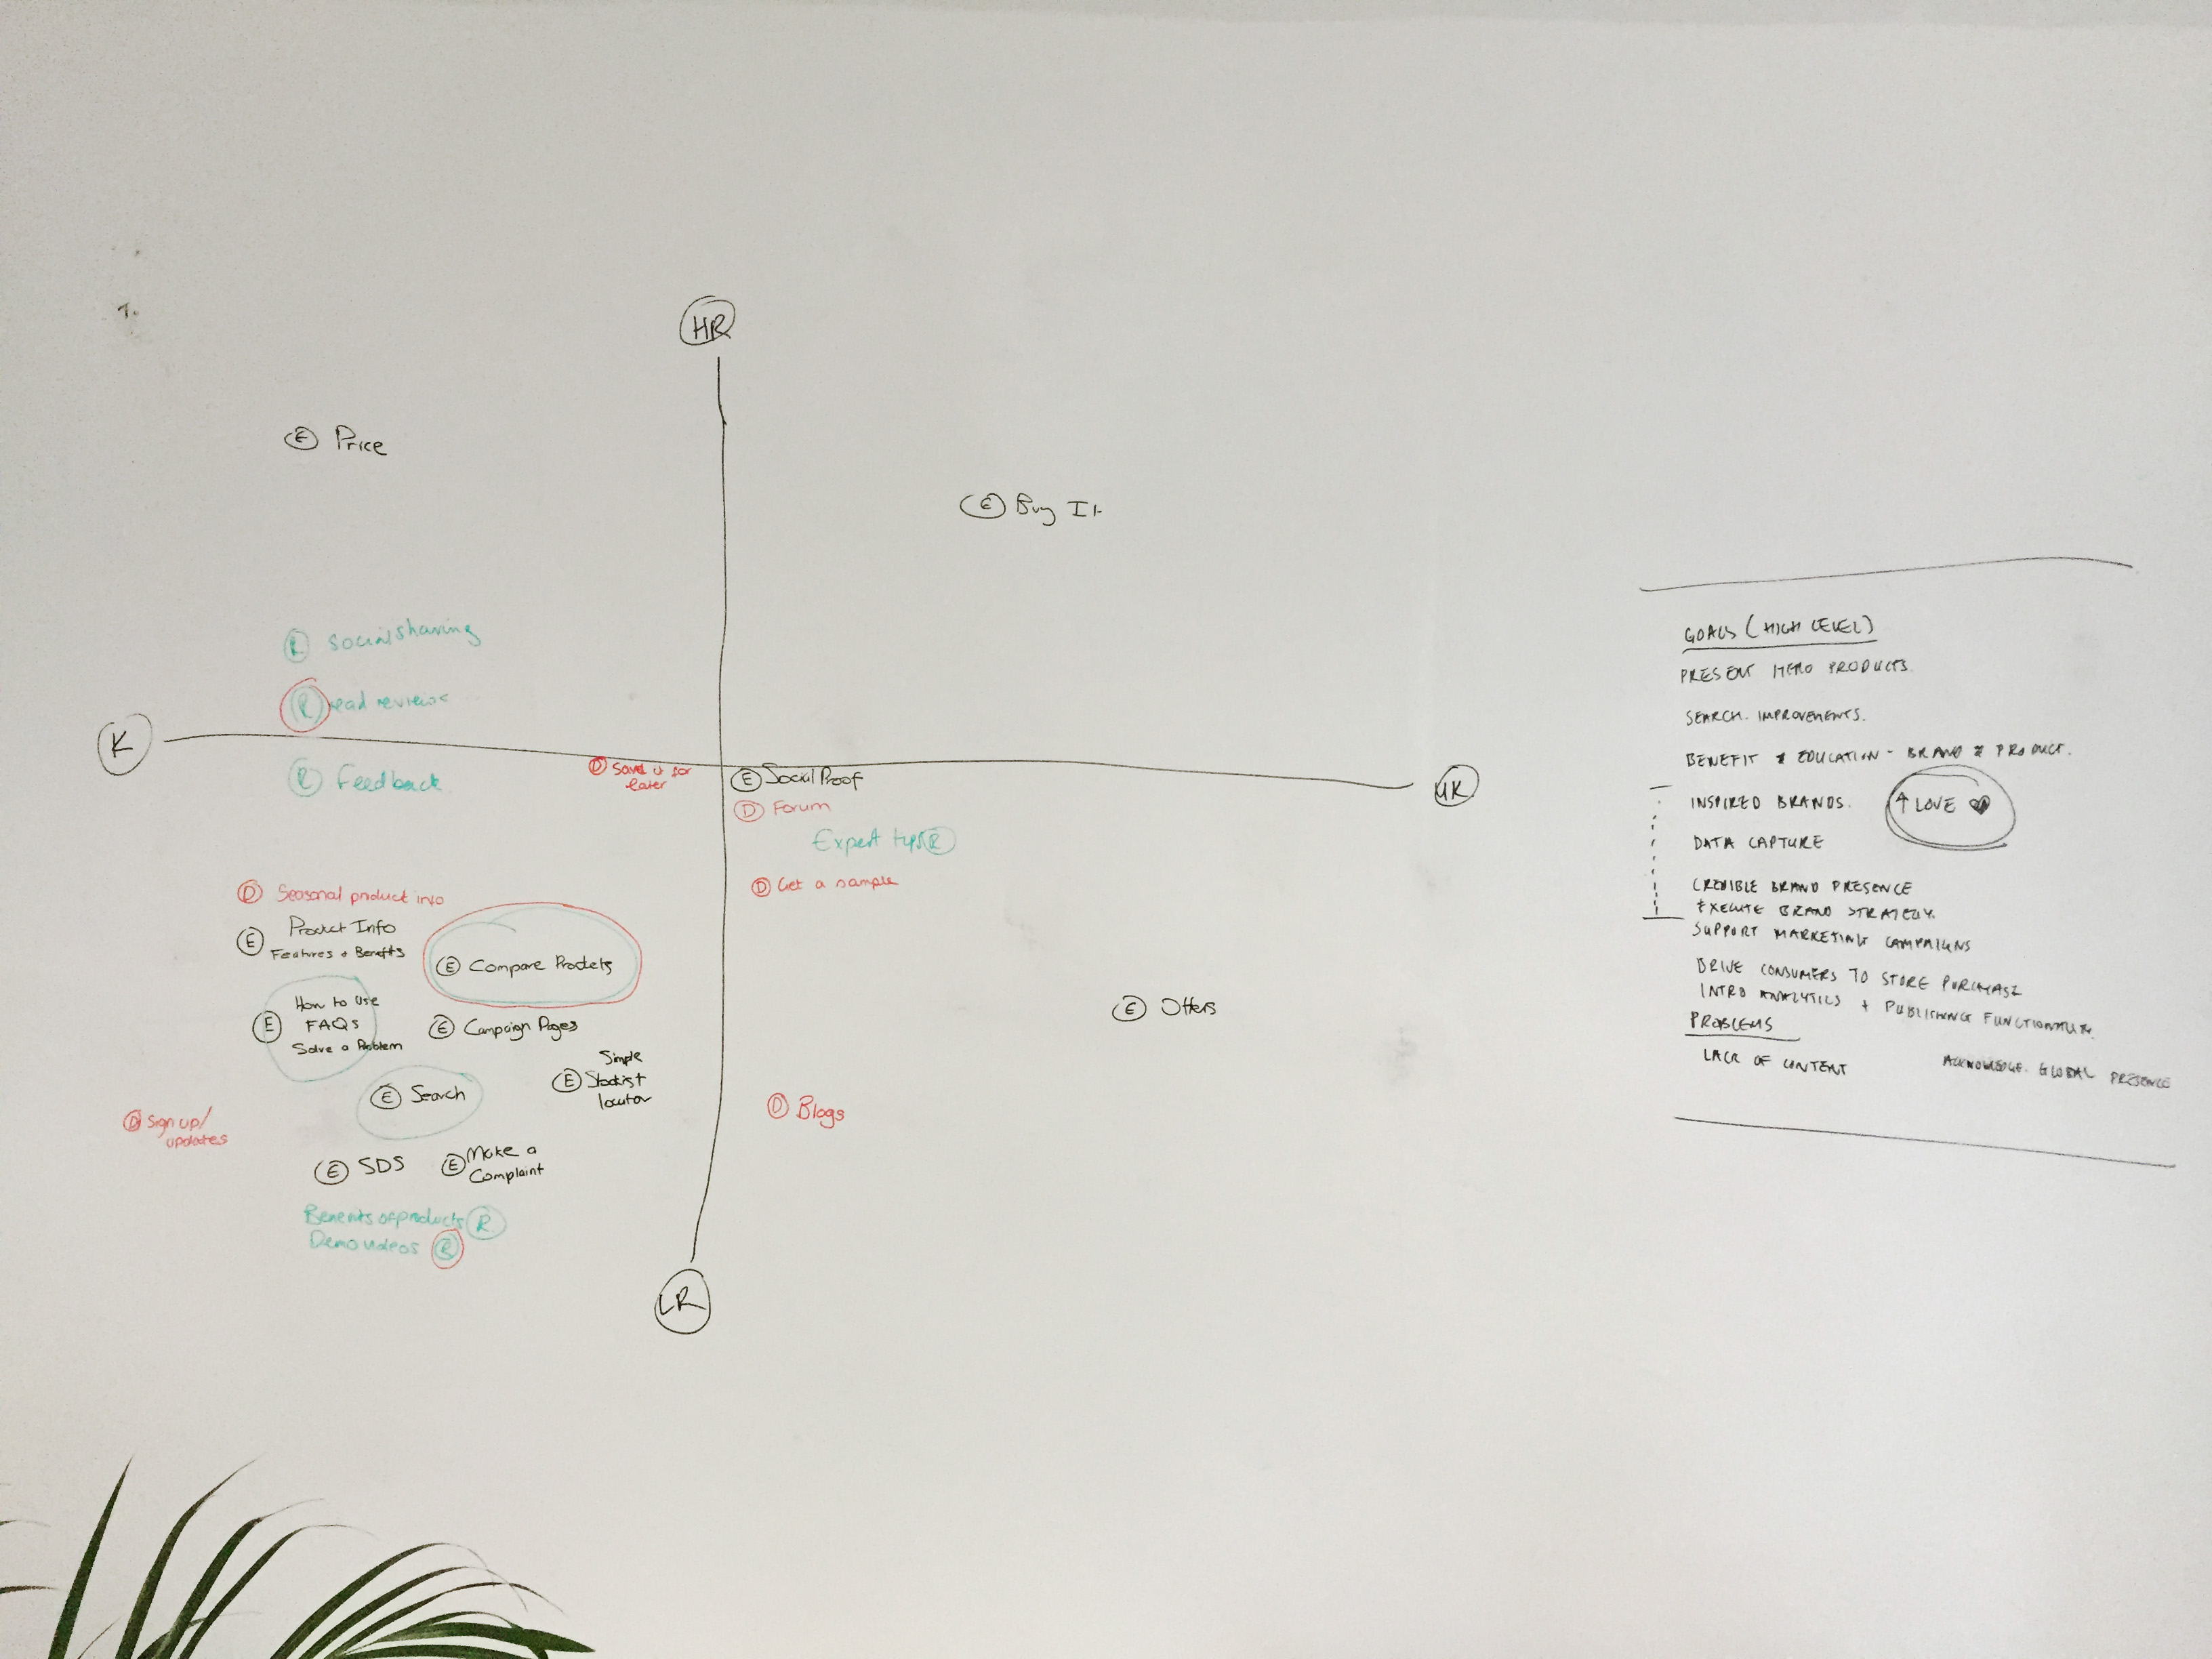 HR
E Price
E Buy It
R Social sharing
R read reviews
K
UK
R Feedback
D Save it for
later
E Social Proof
D Forum
Expert tips R
D Get a sample
D Seasonal product info
E Product Info
Features + Benefits
E Compare Products
E How to Use
FAQs
Solve a Problem
E Campaign Pages
E Simple
Stockist
locator
E Search
D Sign up/
updates
E SDS
E Make a
Complaint
Benefits of products R
Demo videos R
E Offers
D Blogs
LR
GOALS (HIGH LEVEL)
PRESENT HERO PRODUCTS.
SEARCH. IMPROVEMENTS.
BENEFIT & EDUCATION - BRAND & PRODUCT.
INSPIRED BRANDS.
↑ LOVE ♥
DATA CAPTURE
CREDIBLE BRAND PRESENCE
EXECUTE BRAND STRATEGY.
SUPPORT MARKETING CAMPAIGNS
DRIVE CONSUMERS TO STORE PURCHASE
INTRO ANALYTICS + PUBLISHING FUNCTIONALITY.
PROBLEMS
LACK OF CONTENT
ACKNOWLEDGE. GLOBAL PRESENCE